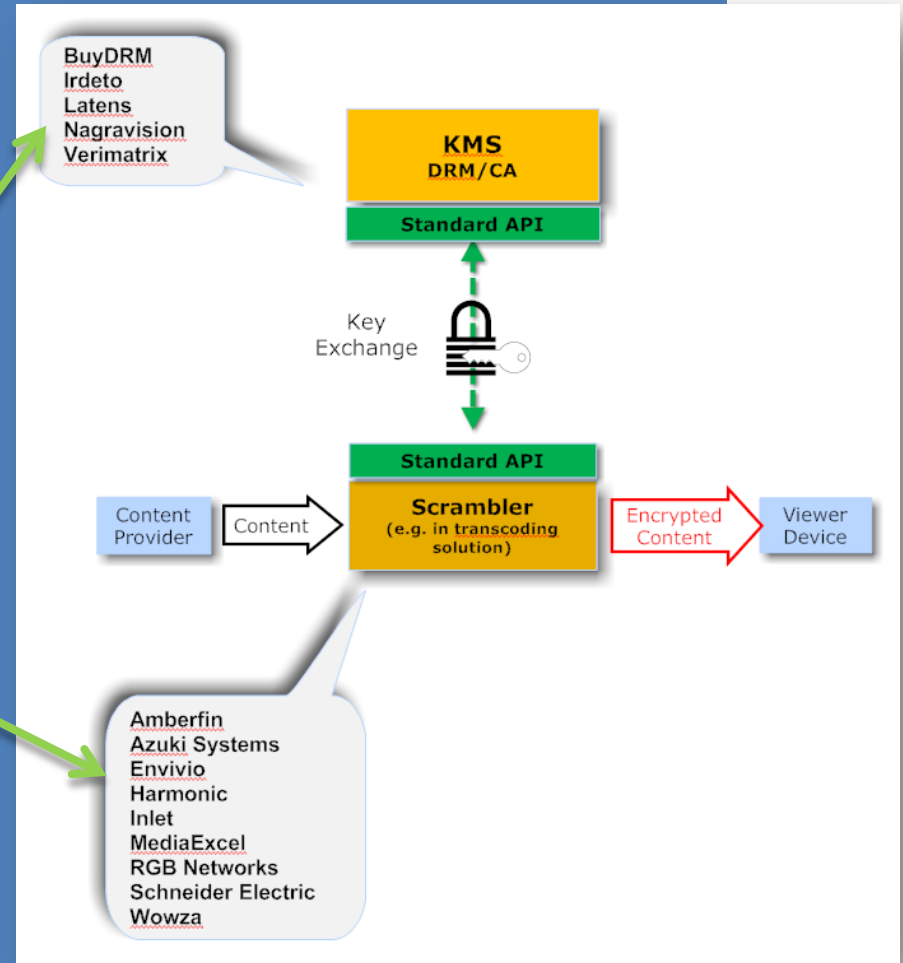 BuyDRM
Irdeto
Latens
Nagravision
Verimatrix
KMS
DRM/CA
Standard API
Key
Exchange
Standard API
Content
Provider
Content
Scrambler
(e.g. in transcoding
solution)
Encrypted
Content
Viewer
Device
Amberfin
Azuki Systems
Envivio
Harmonic
Inlet
MediaExcel
RGB Networks
Schneider Electric
Wowza